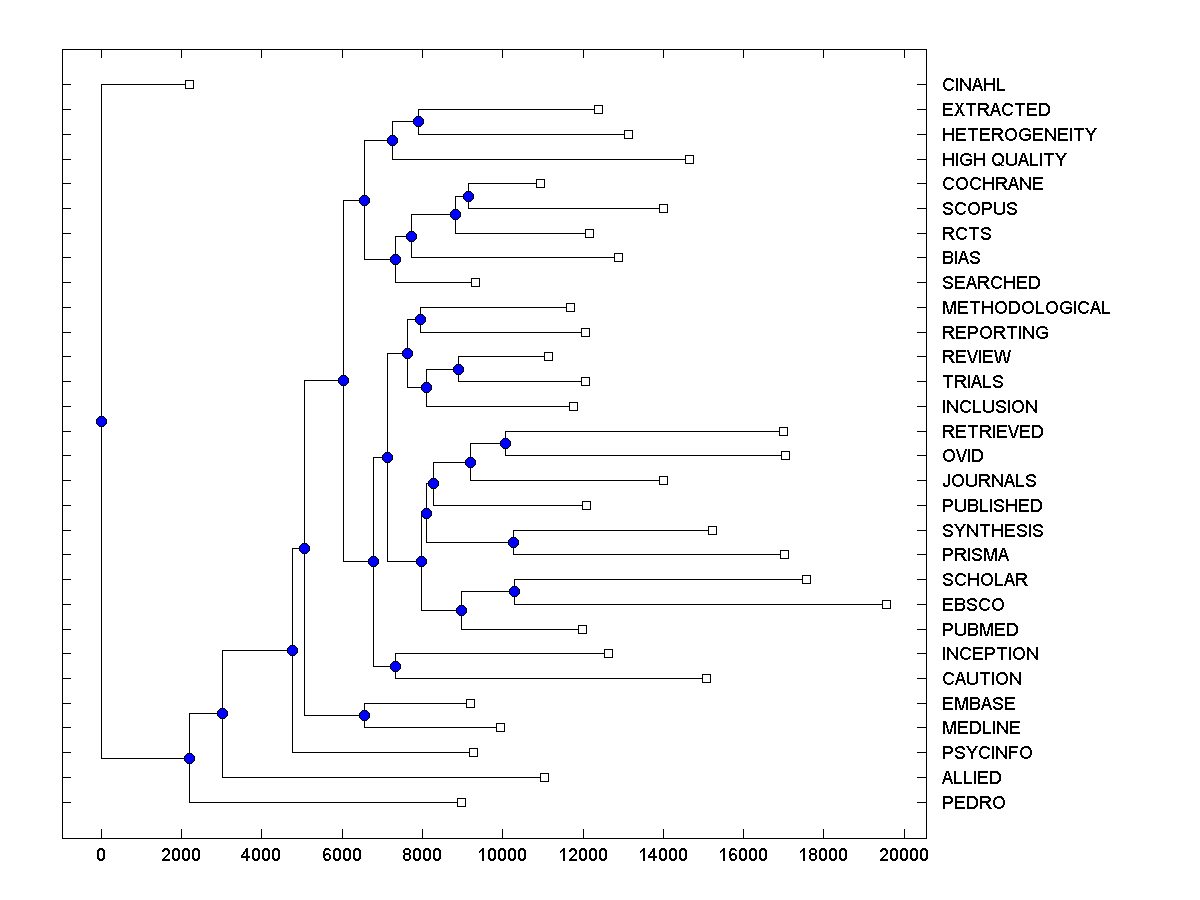 CINAHL
EXTRACTED
HETEROGENEITY
HIGH QUALITY
COCHRANE
SCOPUS
RCTS
BIAS
SEARCHED
METHODOLOGICAL
REPORTING
REVIEW
TRIALS
INCLUSION
RETRIEVED
OVID
JOURNALS
PUBLISHED
SYNTHESIS
PRISMA
SCHOLAR
EBSCO
PUBMED
INCEPTION
CAUTION
EMBASE
MEDLINE
PSYCINFO
ALLIED
PEDRO
0 2000 4000 6000 8000 10000 12000 14000 16000 18000 20000